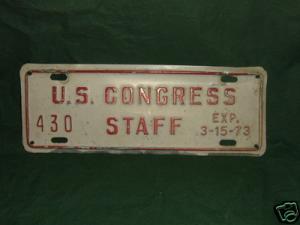 U.S. CONGRESS
430 STAFF EXP.
3-15-73